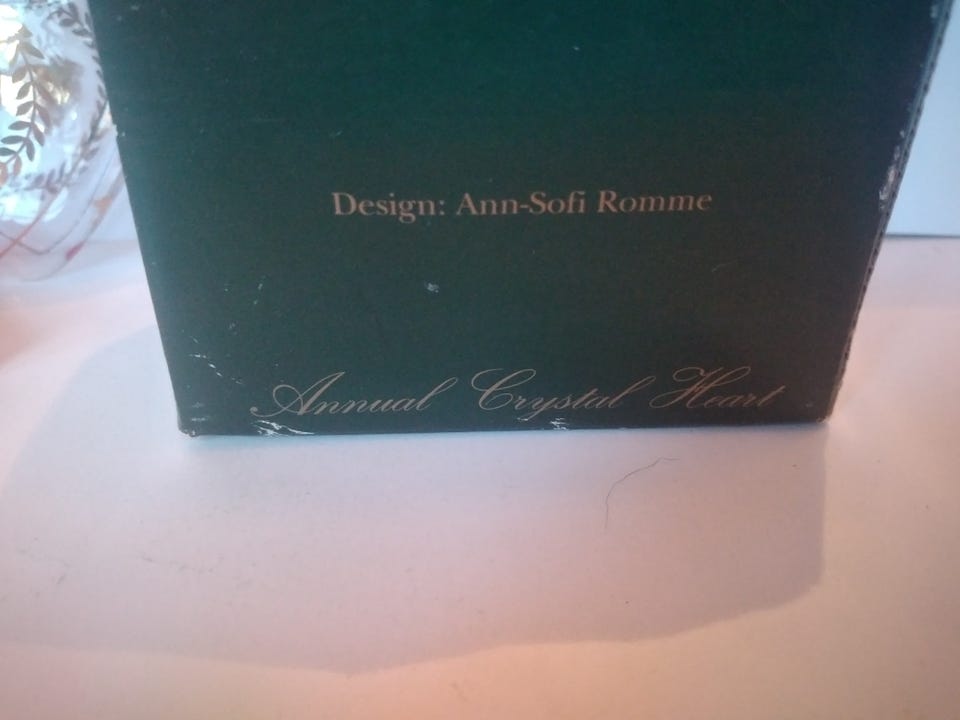 Design: Ann-Sofi Romme
Annual Crystal Heart